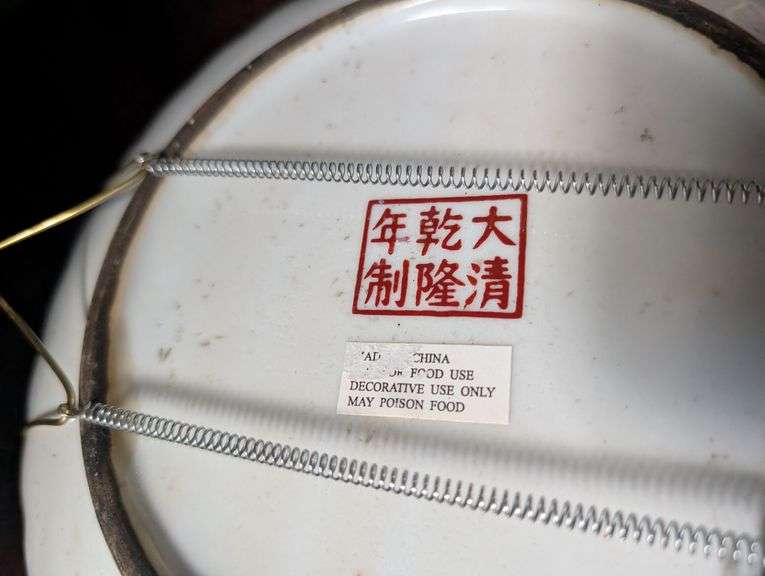 大清
乾隆
年制
CHINA
FOOD USE
DECORATIVE USE ONLY
MAY POISON FOOD